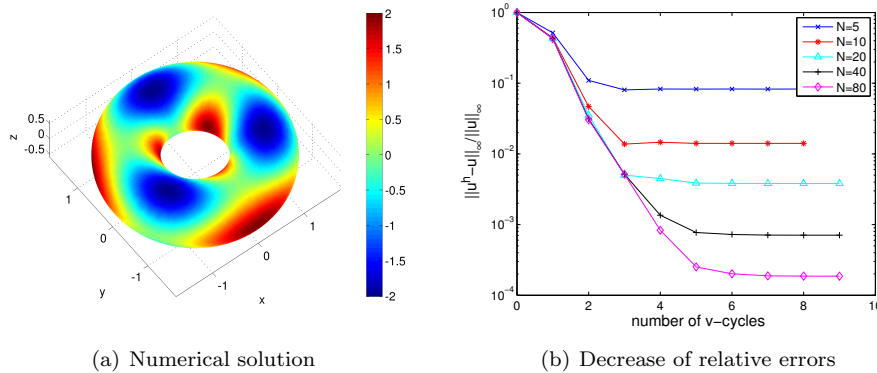 2
1.5
1
0.5
0
-0.5
-1
-1.5
-2
z
0.5
0
-0.5
1
0
-1
y
-1
0
1
x
10^0
10^-1
10^-2
10^-3
10^-4
||u^h-u||_∞/||u||_∞
0 2 4 6 8 10
number of v-cycles
N=5
N=10
N=20
N=40
N=80
(a) Numerical solution
(b) Decrease of relative errors